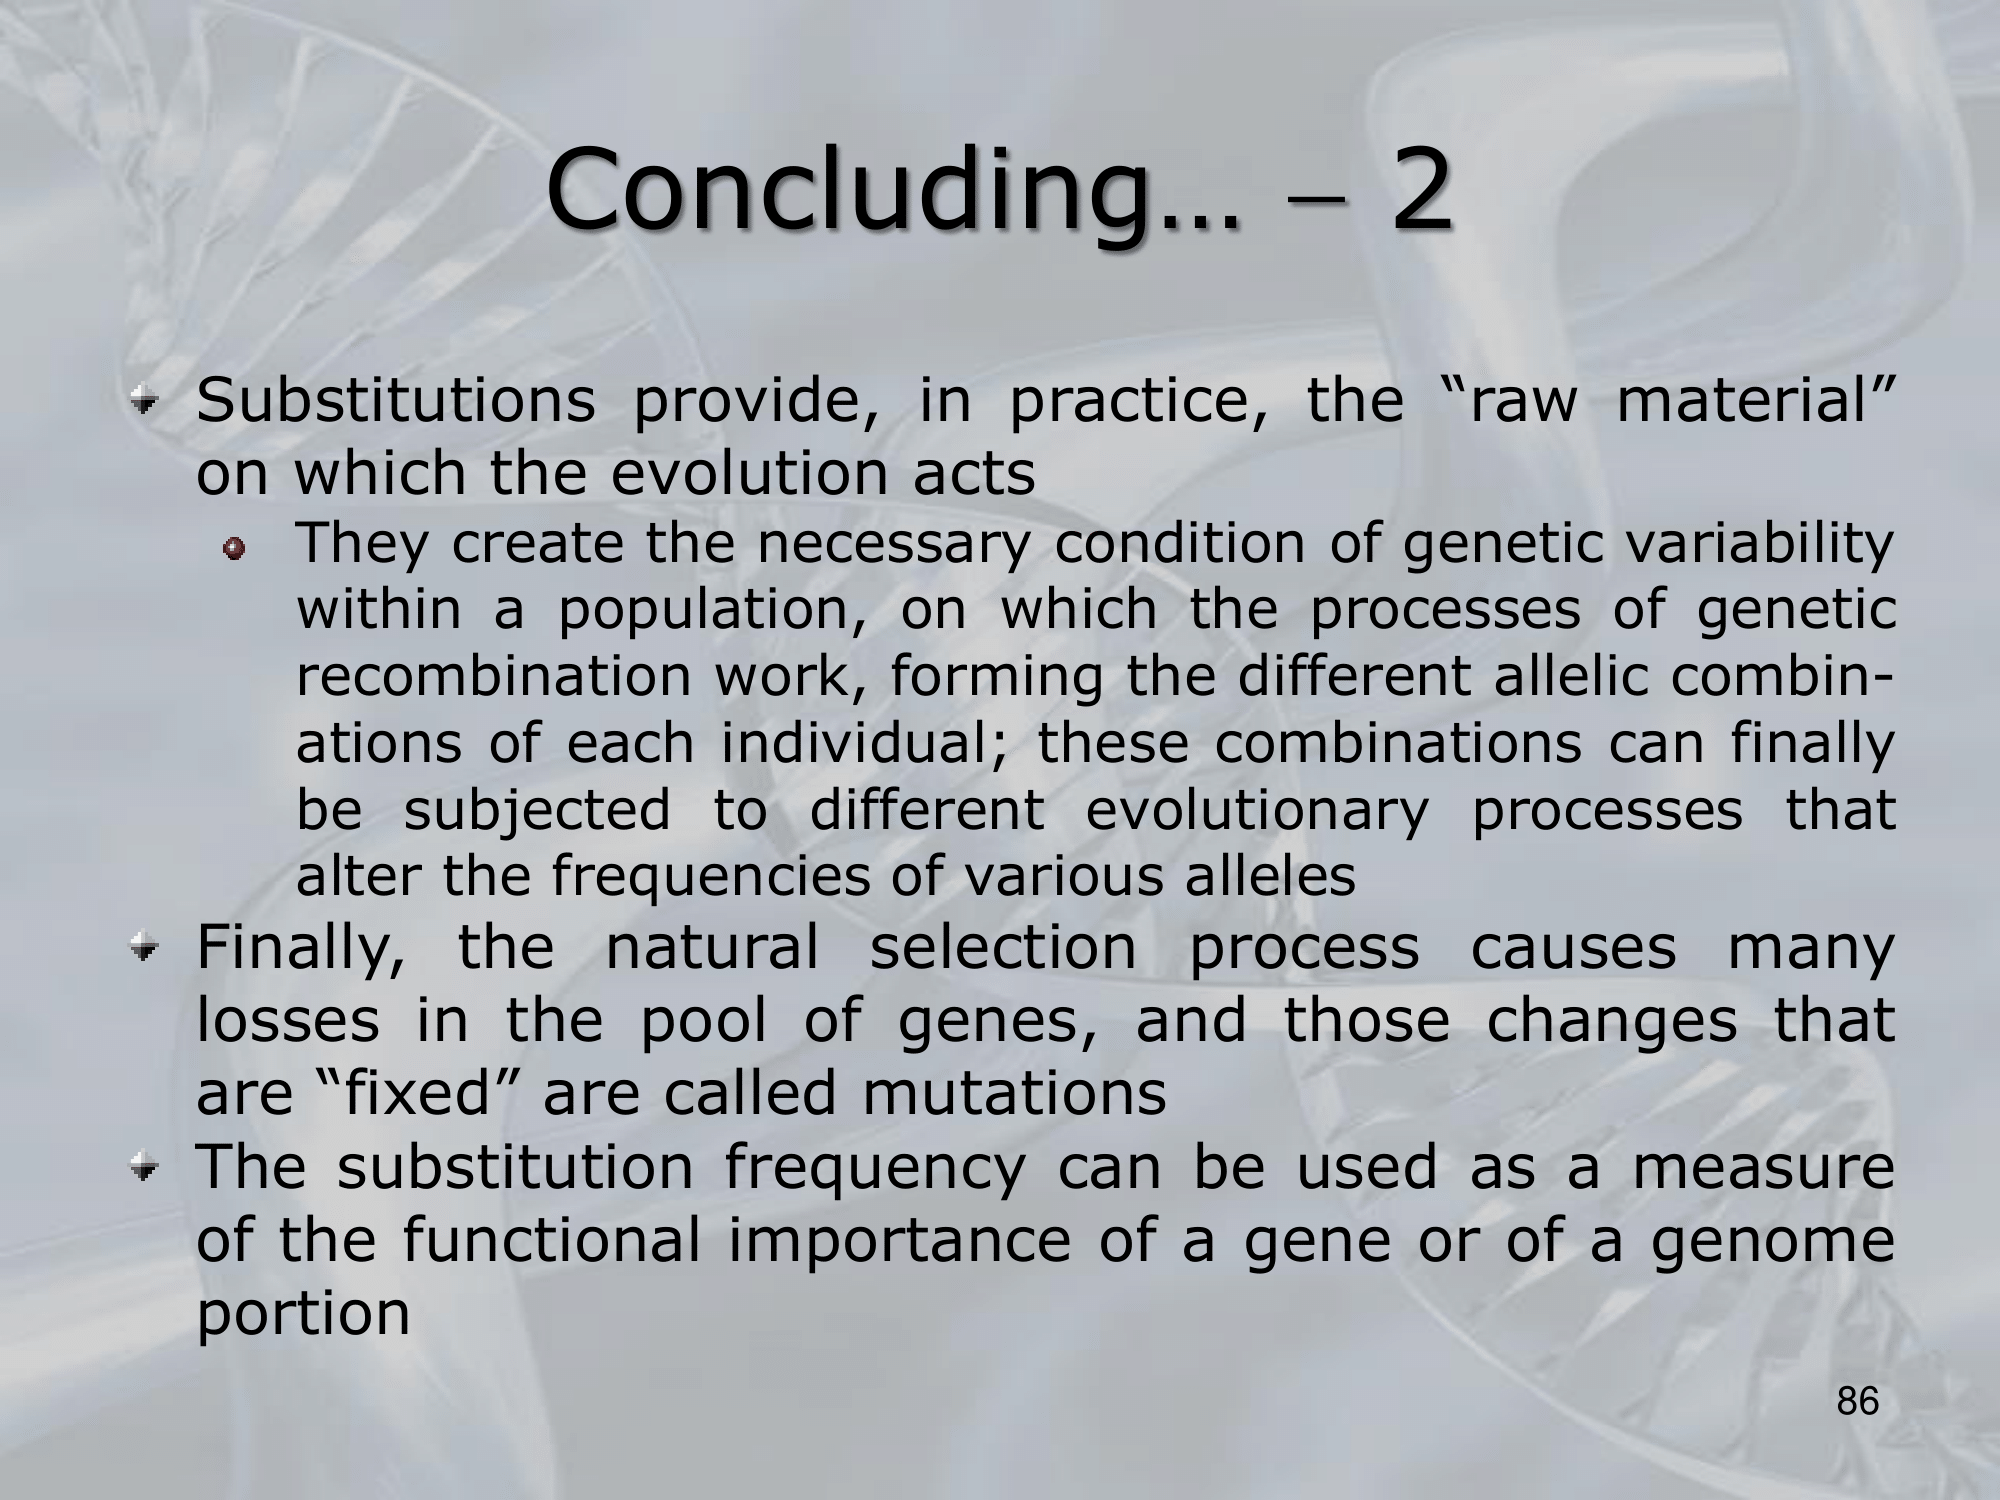 Concluding… – 2
Substitutions provide, in practice, the “raw material”
on which the evolution acts
They create the necessary condition of genetic variability
within a population, on which the processes of genetic
recombination work, forming the different allelic combin-
ations of each individual; these combinations can finally
be subjected to different evolutionary processes that
alter the frequencies of various alleles
Finally, the natural selection process causes many
losses in the pool of genes, and those changes that
are “fixed” are called mutations
The substitution frequency can be used as a measure
of the functional importance of a gene or of a genome
portion
86